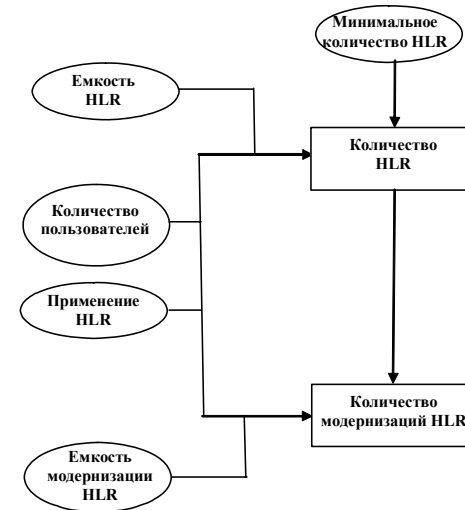 Минимальное
количество HLR
Емкость
HLR
Количество
HLR
Количество
пользователей
Применение
HLR
Количество
модернизаций HLR
Емкость
модернизации
HLR